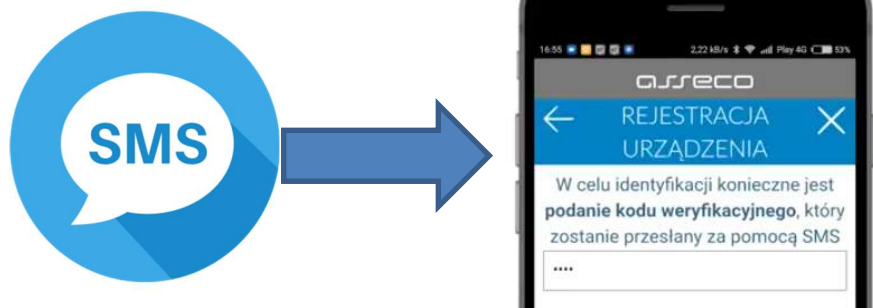 SMS
16:55 2,22 kB/s Play 4G 53%
asseco
REJESTRACJA
URZĄDZENIA
W celu identyfikacji konieczne jest
podanie kodu weryfikacyjnego, który
zostanie przesłany za pomocą SMS
····